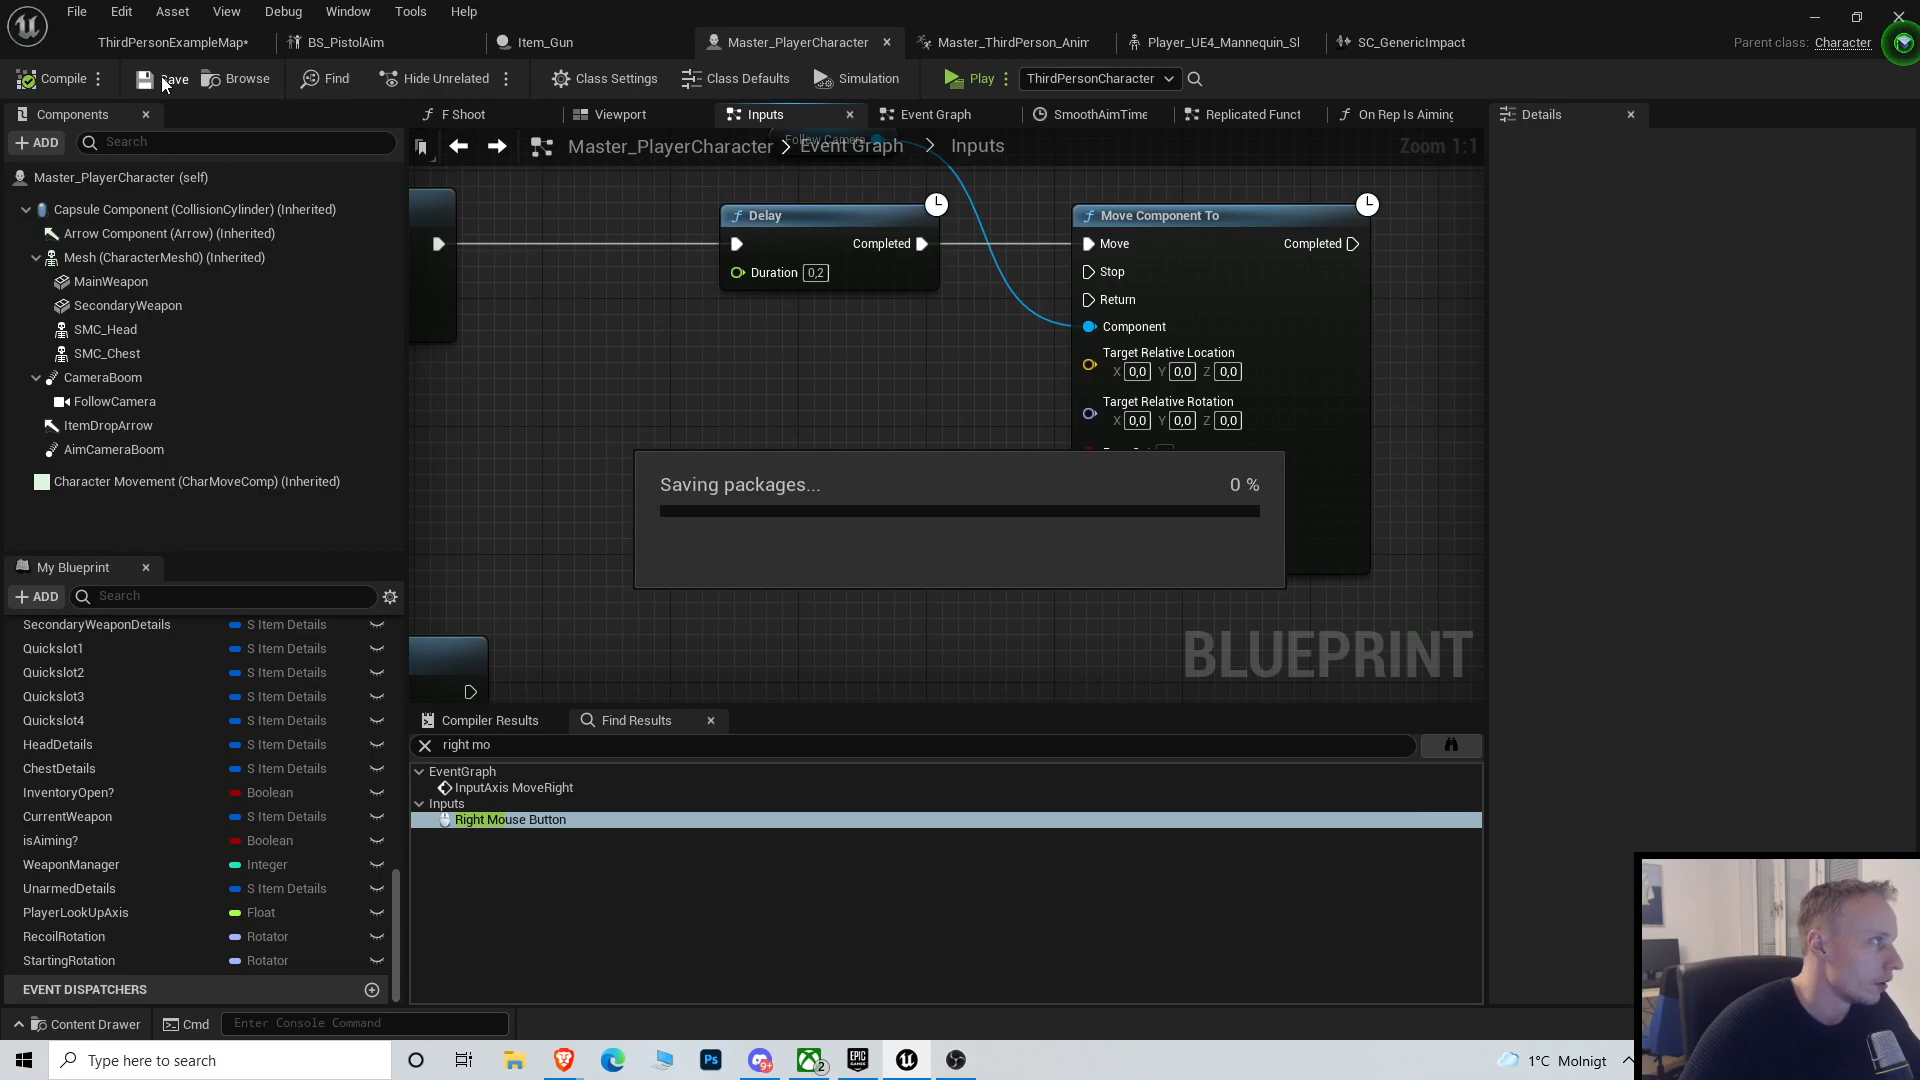 File Edit Asset View Debug Window Tools Help
ThirdPersonExampleMap* BS_PistolAim Item_Gun Master_PlayerCharacter Master_ThirdPerson_Anim Player_UE4_Mannequin_Sl SC_GenericImpact Parent class: Character
Compile Save Browse Find Hide Unrelated Class Settings Class Defaults Simulation Play ThirdPersonCharacter
Components F Shoot Viewport Inputs Event Graph SmoothAimTime Replicated Funct On Rep Is Aiming Details
ADD Search Master_PlayerCharacter Event Graph Inputs Zoom 1:1
Follow Camera
Master_PlayerCharacter (self)
Capsule Component (CollisionCylinder) (Inherited)
Arrow Component (Arrow) (Inherited)
Mesh (CharacterMesh0) (Inherited)
MainWeapon
SecondaryWeapon
SMC_Head
SMC_Chest
CameraBoom
FollowCamera
ItemDropArrow
AimCameraBoom
Character Movement (CharMoveComp) (Inherited)
Delay
Completed
Duration 0,2
Move Component To
Move Completed
Stop
Return
Component
Target Relative Location
X 0,0 Y 0,0 Z 0,0
Target Relative Rotation
X 0,0 Y 0,0 Z 0,0
Saving packages... 0 %
BLUEPRINT
My Blueprint
ADD Search
SecondaryWeaponDetails S Item Details
Quickslot1 S Item Details
Quickslot2 S Item Details
Quickslot3 S Item Details
Quickslot4 S Item Details
HeadDetails S Item Details
ChestDetails S Item Details
InventoryOpen? Boolean
CurrentWeapon S Item Details
isAiming? Boolean
WeaponManager Integer
UnarmedDetails S Item Details
PlayerLookUpAxis Float
RecoilRotation Rotator
StartingRotation Rotator
EVENT DISPATCHERS
Compiler Results Find Results
right mo
EventGraph
InputAxis MoveRight
Inputs
Right Mouse Button
Content Drawer Cmd Enter Console Command
Type here to search Ps 9+ 2 EPIC GAMES 1°C Molnigt